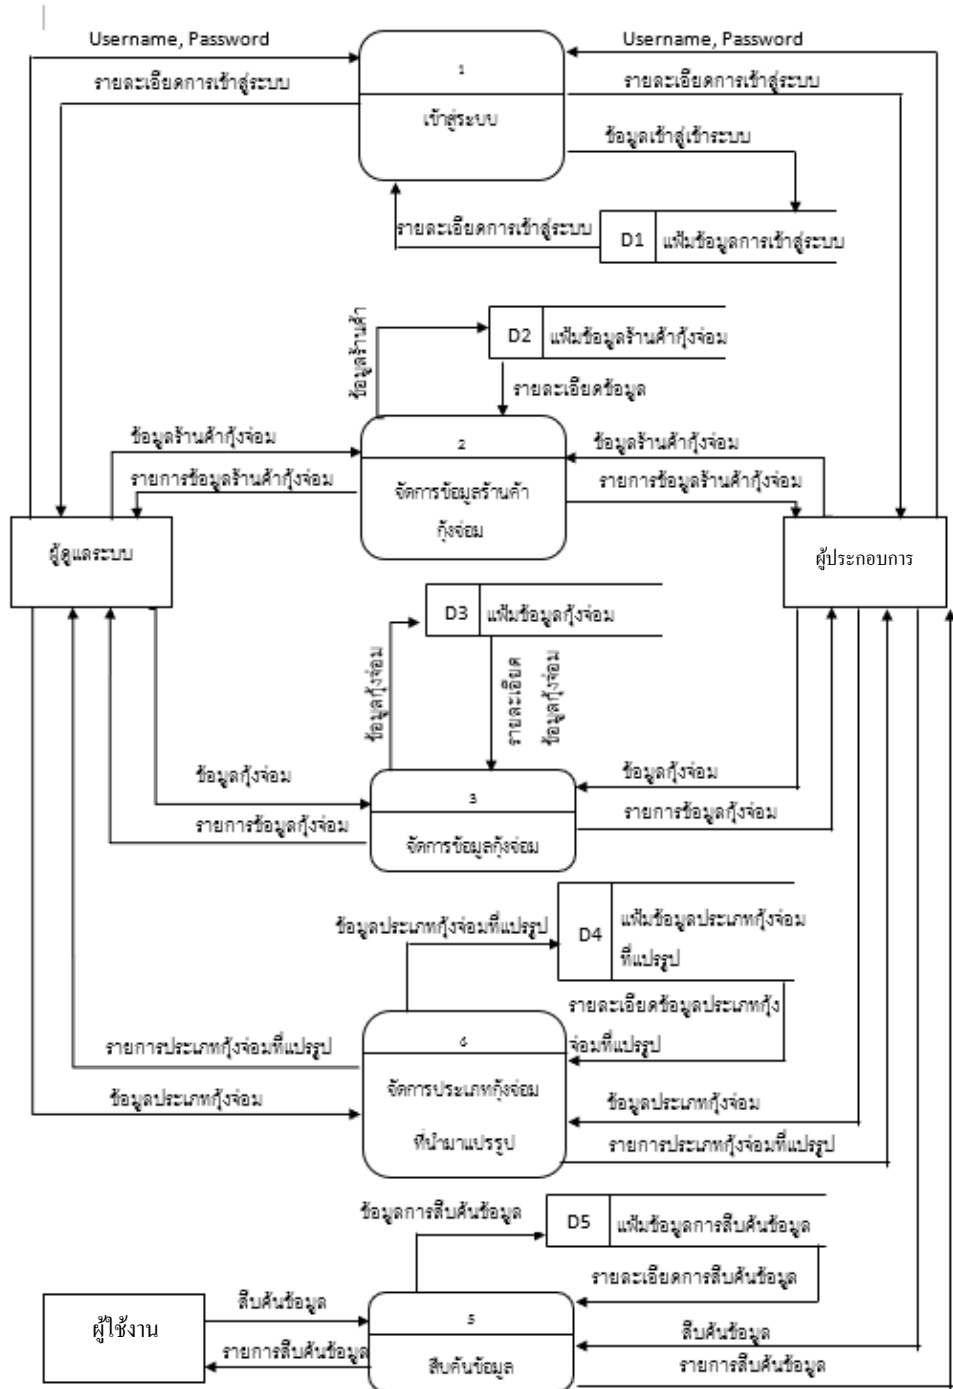 Username, Password
Username, Password
1
รายละเอียดการเข้าสู่ระบบ
รายละเอียดการเข้าสู่ระบบ
เข้าสู่ระบบ
ข้อมูลเข้าสู่เข้าระบบ
รายละเอียดการเข้าสู่ระบบ
D1
แฟ้มข้อมูลการเข้าสู่ระบบ
ข้อมูลร้านค้า
D2
แฟ้มข้อมูลร้านค้ากุ้งจ่อม
รายละเอียดข้อมูล
ข้อมูลร้านค้ากุ้งจ่อม
2
ข้อมูลร้านค้ากุ้งจ่อม
รายการข้อมูลร้านค้ากุ้งจ่อม
รายการข้อมูลร้านค้ากุ้งจ่อม
จัดการข้อมูลร้านค้า
กุ้งจ่อม
ผู้ดูแลระบบ
ผู้ประกอบการ
D3
แฟ้มข้อมูลกุ้งจ่อม
ข้อมูลกุ้งจ่อม
รายละเอียด
ข้อมูลกุ้งจ่อม
ข้อมูลกุ้งจ่อม
3
ข้อมูลกุ้งจ่อม
รายการข้อมูลกุ้งจ่อม
รายการข้อมูลกุ้งจ่อม
จัดการข้อมูลกุ้งจ่อม
ข้อมูลประเภทกุ้งจ่อมที่แปรรูป
D4
แฟ้มข้อมูลประเภทกุ้งจ่อม
ที่แปรรูป
รายละเอียดข้อมูลประเภทกุ้ง
จ่อมที่แปรรูป
รายการประเภทกุ้งจ่อมที่แปรรูป
จัดการประเภทกุ้งจ่อม
ที่นำมาแปรรูป
ข้อมูลประเภทกุ้งจ่อม
ข้อมูลประเภทกุ้งจ่อม
รายการประเภทกุ้งจ่อมที่แปรรูป
ข้อมูลการสืบค้นข้อมูล
D5
แฟ้มข้อมูลการสืบค้นข้อมูล
รายละเอียดการสืบค้นข้อมูล
ผู้ใช้งาน
สืบค้นข้อมูล
5
สืบค้นข้อมูล
รายการสืบค้นข้อมูล
สืบค้นข้อมูล
รายการสืบค้นข้อมูล